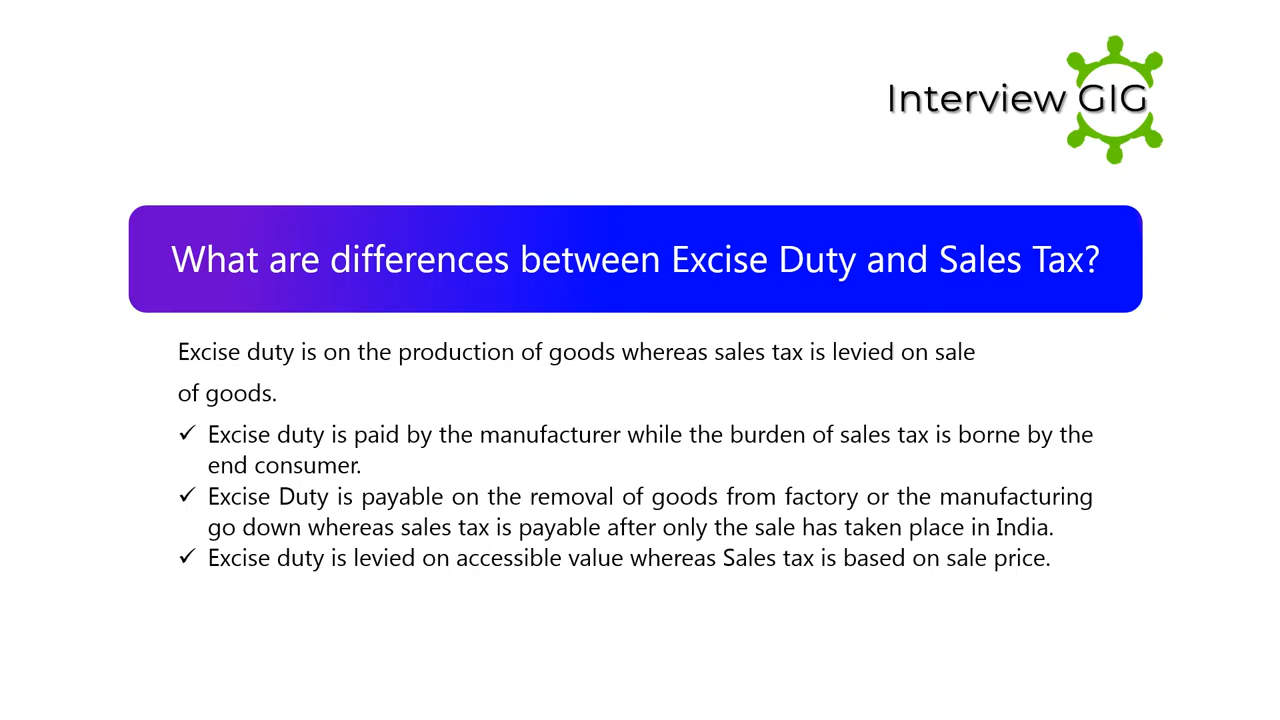 Interview GIG
What are differences between Excise Duty and Sales Tax?
Excise duty is on the production of goods whereas sales tax is levied on sale
of goods.
✓ Excise duty is paid by the manufacturer while the burden of sales tax is borne by the
end consumer.
✓ Excise Duty is payable on the removal of goods from factory or the manufacturing
go down whereas sales tax is payable after only the sale has taken place in India.
✓ Excise duty is levied on accessible value whereas Sales tax is based on sale price.